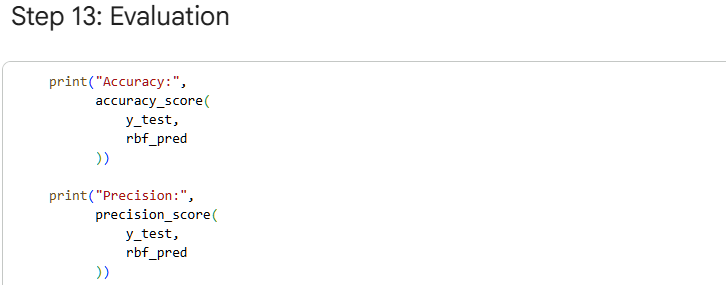 Step 13: Evaluation
print("Accuracy:",
accuracy_score(
y_test,
rbf_pred
))
print("Precision:",
precision_score(
y_test,
rbf_pred
))